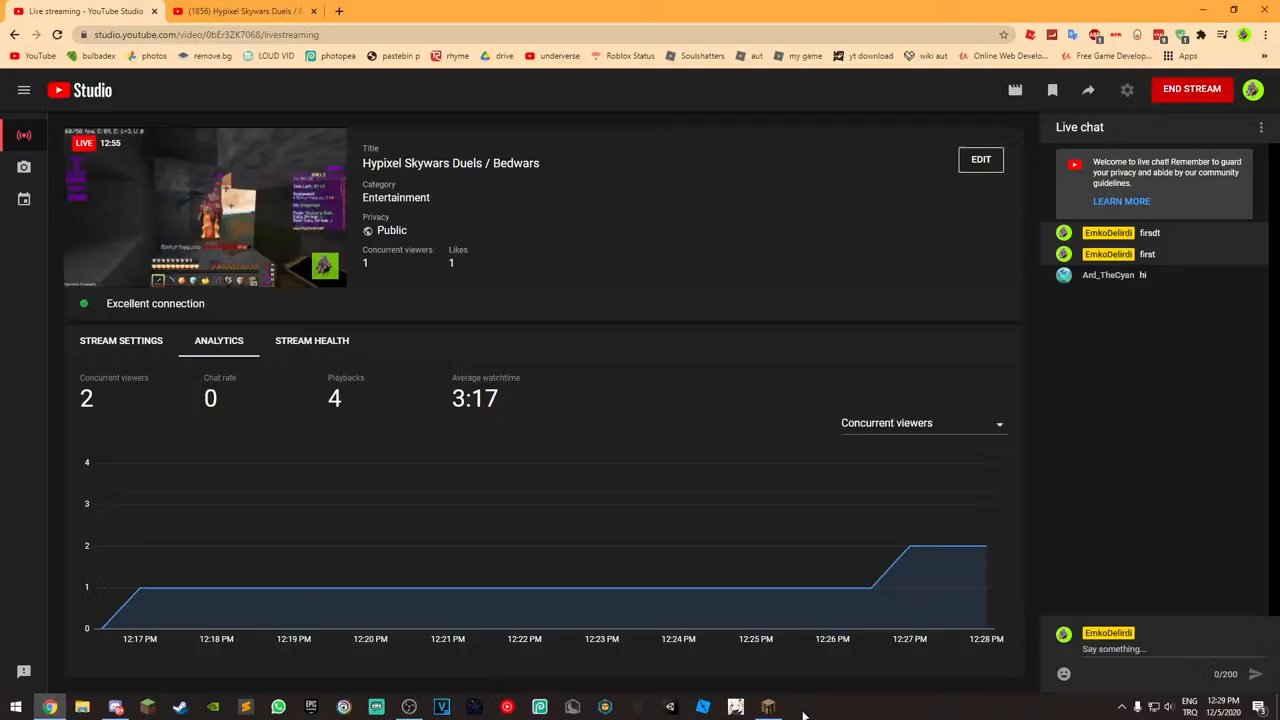 Live streaming - YouTube Studio
(1856) Hypixel Skywars Duels / B
studio.youtube.com/video/0bEr3ZK7068/livestreaming
YouTube
bulbadex
photos
remove.bg
LOUD VID
photopea
pastebin p
rhyme
drive
underverse
Roblox Status
Soulshatters
aut
my game
yt download
wiki aut
Online Web Develo...
Free Game Develop...
Apps
Studio
END STREAM
LIVE 12:55
Title
Hypixel Skywars Duels / Bedwars
EDIT
Category
Entertainment
Privacy
Public
Concurrent viewers
Likes
1
1
Excellent connection
STREAM SETTINGS
ANALYTICS
STREAM HEALTH
Concurrent viewers
Chat rate
Playbacks
Average watchtime
2
0
4
3:17
Concurrent viewers
4
3
2
1
0
12:17 PM
12:18 PM
12:19 PM
12:20 PM
12:21 PM
12:22 PM
12:23 PM
12:24 PM
12:25 PM
12:26 PM
12:27 PM
12:28 PM
Live chat
Welcome to live chat! Remember to guard
your privacy and abide by our community
guidelines.
LEARN MORE
EmkoDelirdi firsdt
EmkoDelirdi first
Ard_TheCyan hi
EmkoDelirdi
Say something...
0/200
ENG
TRQ
12:29 PM
12/5/2020